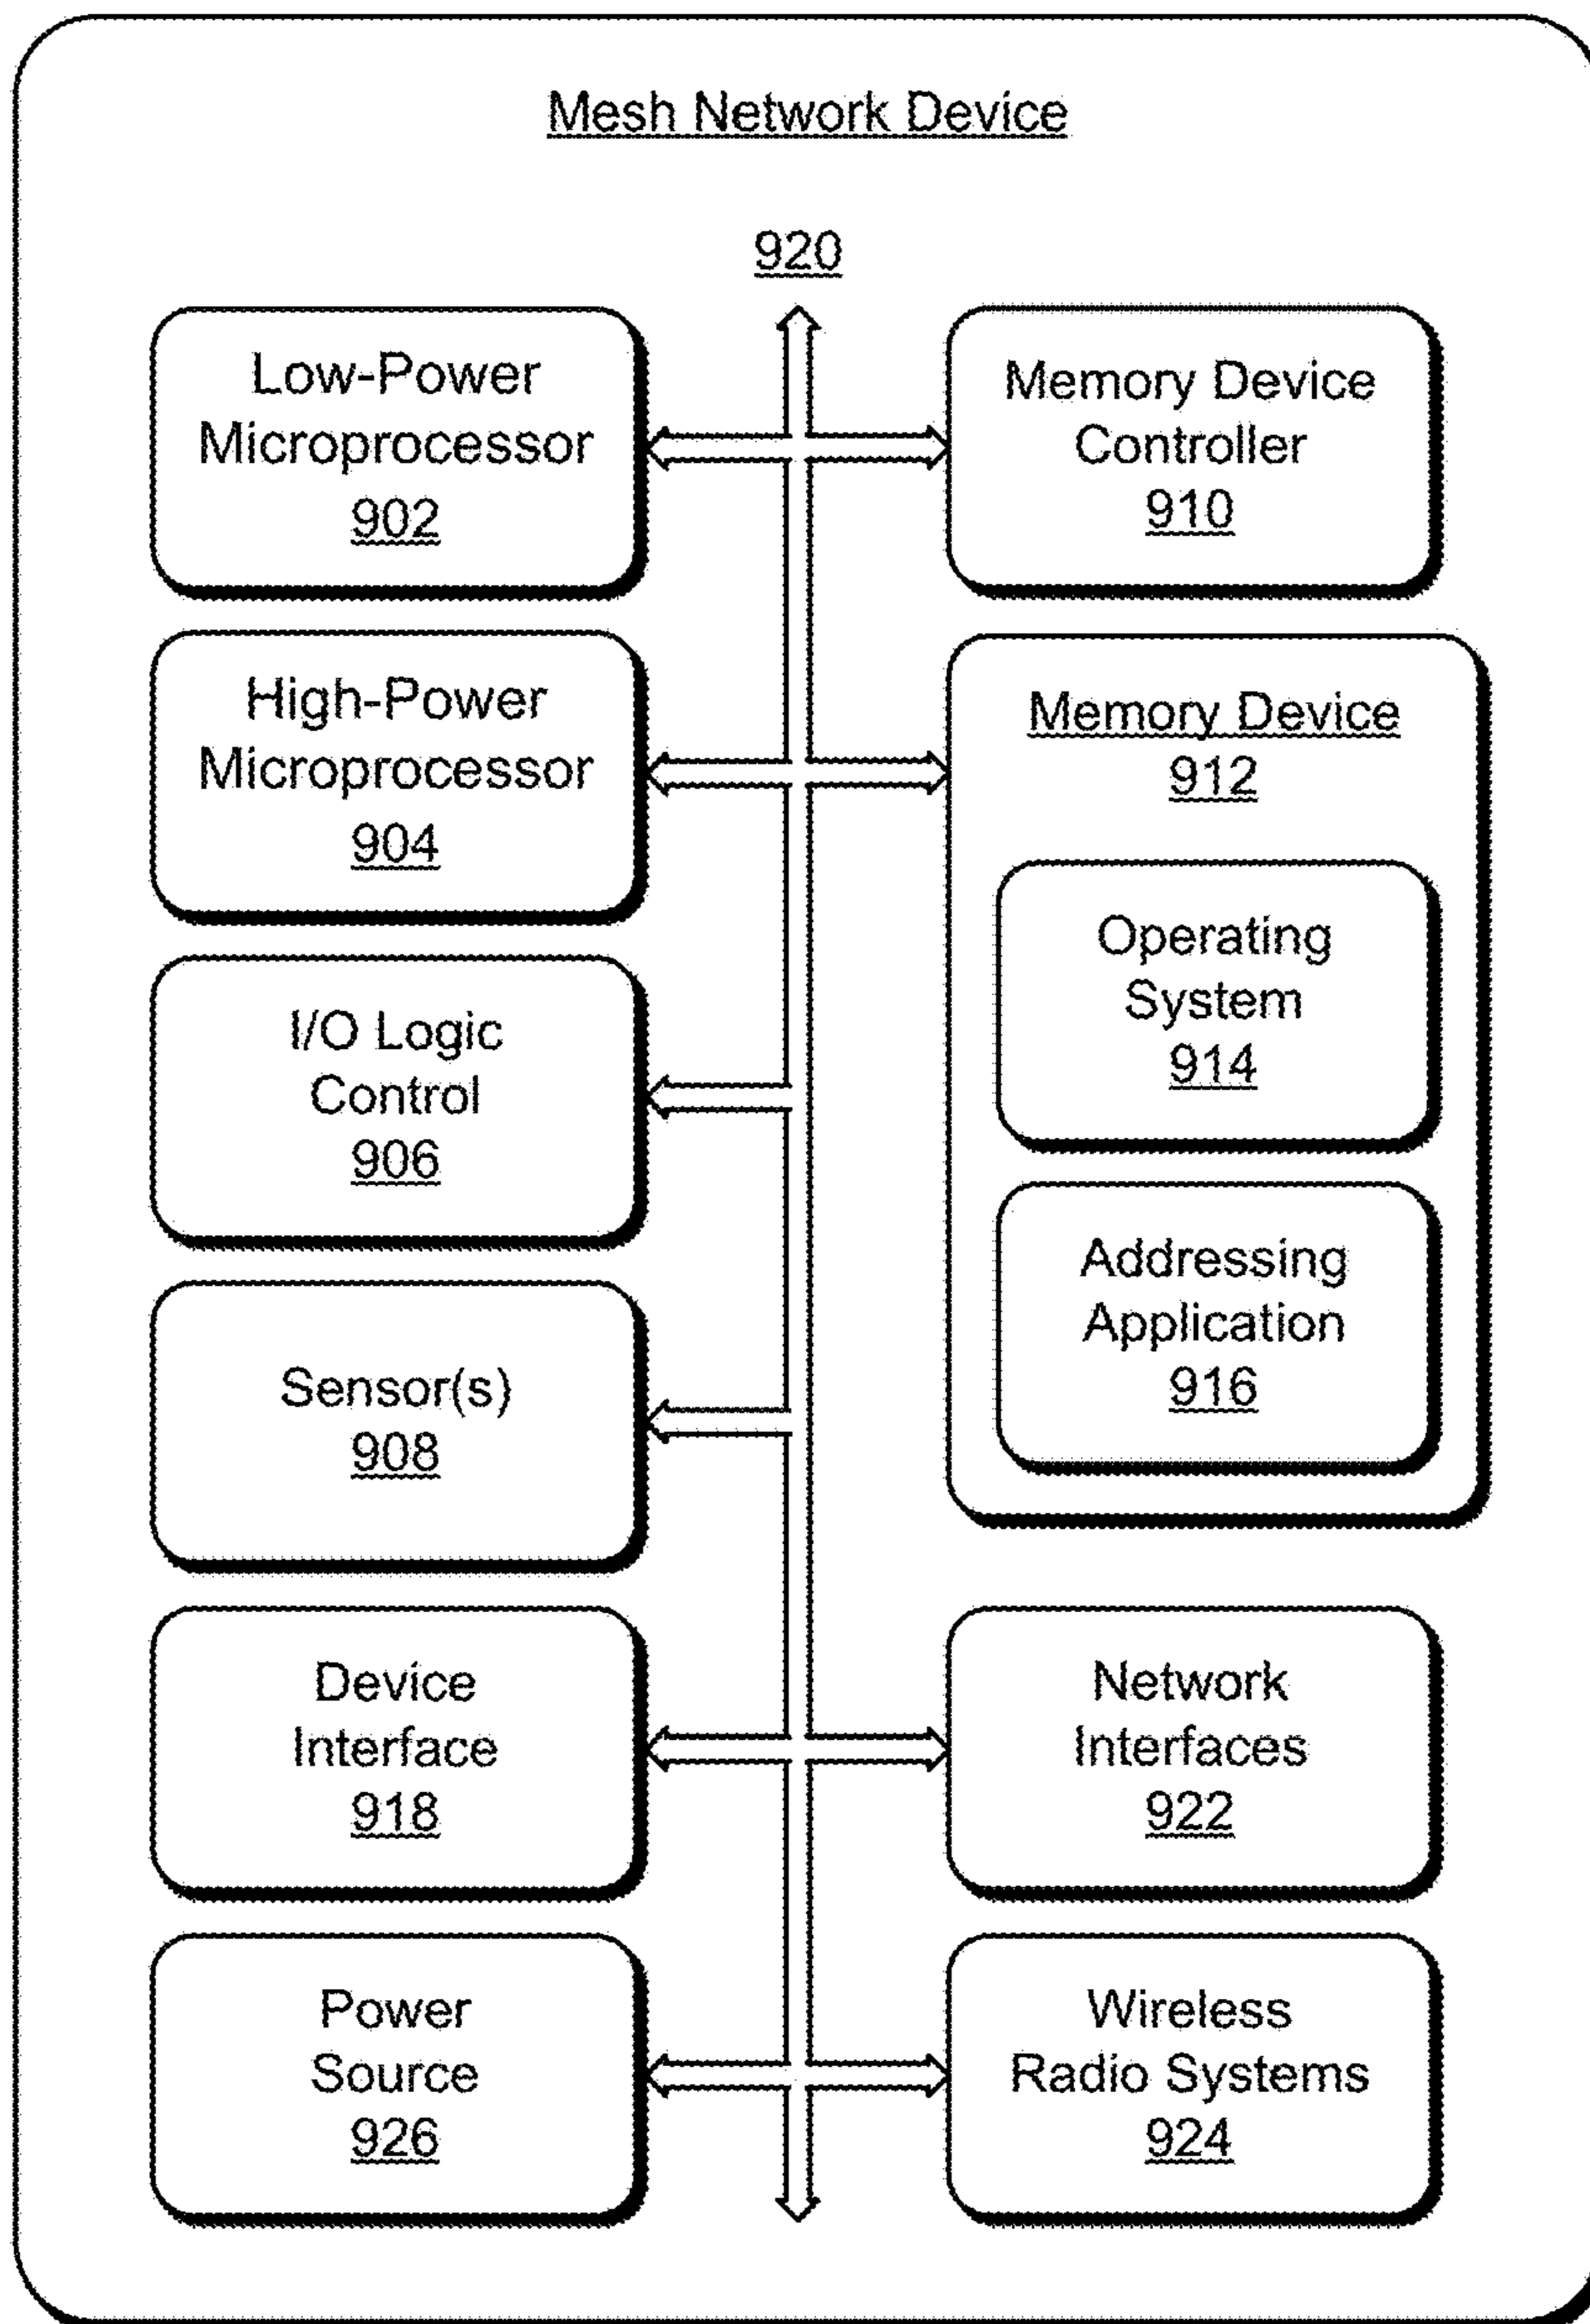 Mesh Network Device
920
Low-Power
Microprocessor
902
Memory Device
Controller
910
High-Power
Microprocessor
904
Memory Device
912
Operating
System
914
I/O Logic
Control
906
Addressing
Application
916
Sensor(s)
908
Device
Interface
918
Network
Interfaces
922
Power
Source
926
Wireless
Radio Systems
924